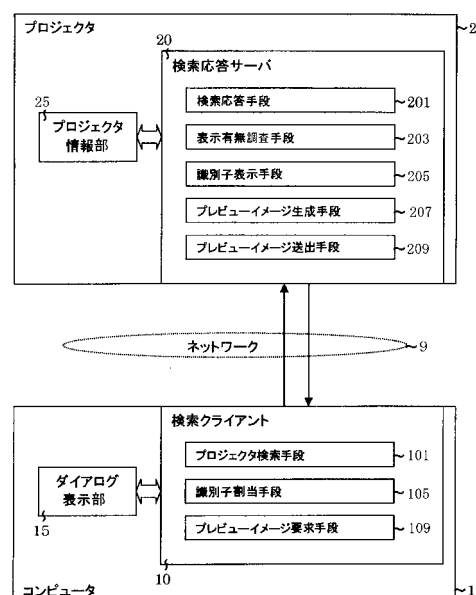 プロジェクタ
2
20
検索応答サーバ
25
プロジェクタ
情報部
検索応答手段
201
表示有無調査手段
203
識別子表示手段
205
プレビューイメージ生成手段
207
プレビューイメージ送出手段
209
ネットワーク
9
検索クライアント
ダイアログ
表示部
15
プロジェクタ検索手段
101
識別子割当手段
105
プレビューイメージ要求手段
109
10
コンピュータ
1